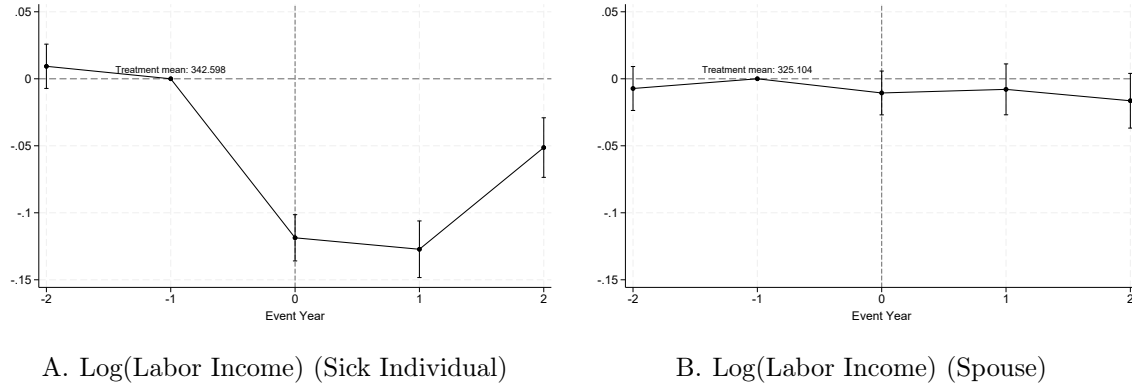 .05
0
-.05
-.1
-.15
Treatment mean: 342.598
-2 -1 0 1 2
Event Year
A. Log(Labor Income) (Sick Individual)
.05
0
-.05
-.1
-.15
Treatment mean: 325.104
-2 -1 0 1 2
Event Year
B. Log(Labor Income) (Spouse)